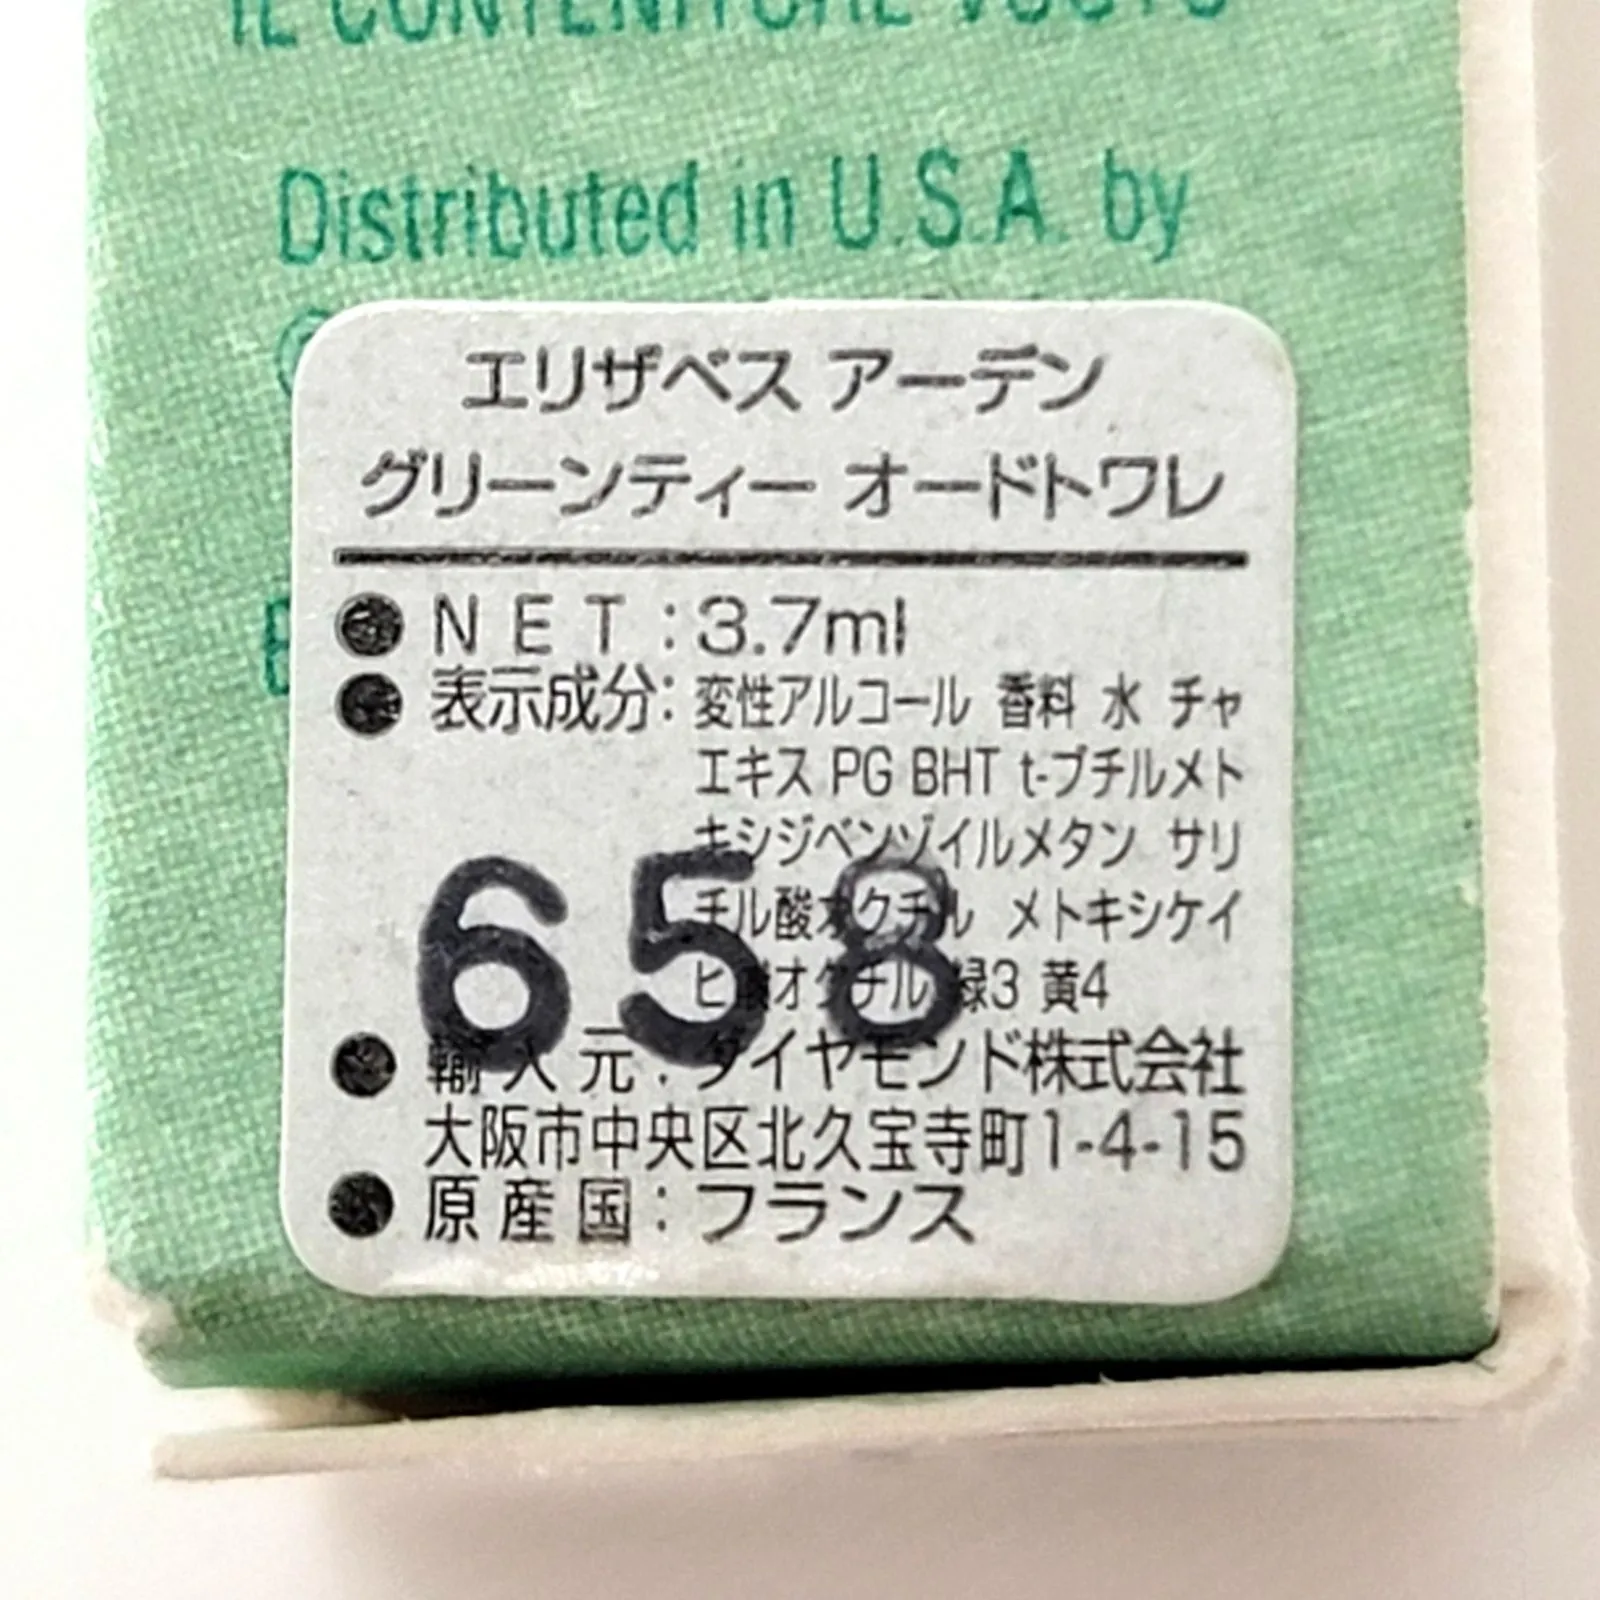 IL CONTENITORE VUOTO
Distributed in U.S.A. by
エリザベス アーデン
グリーンティー オードトワレ
●NET:3.7ml
●表示成分:変性アルコール 香料 水 チャ
エキス PG BHT t-ブチルメト
キシジベンゾイルメタン サリ
チル酸オクチル メトキシケイ
ヒ酸オクチル 緑3 黄4
658
●輸入元:ダイヤモンド株式会社
大阪市中央区北久宝寺町1-4-15
●原産国:フランス